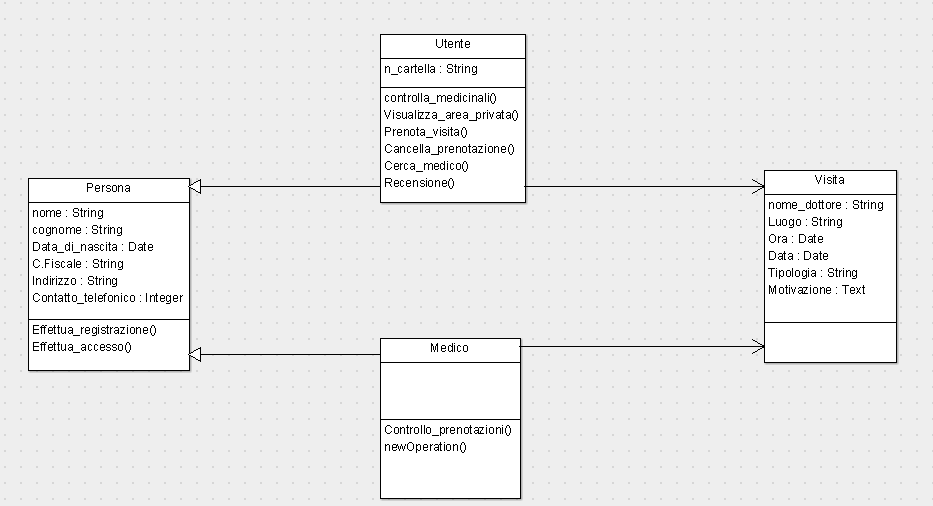 Utente
n_cartella : String
controlla_medicinali()
Visualizza_area_privata()
Prenota_visita()
Cancella_prenotazione()
Cerca_medico()
Recensione()
Persona
nome : String
cognome : String
Data_di_nascita : Date
C.Fiscale : String
Indirizzo : String
Contatto_telefonico : Integer
Effettua_registrazione()
Effettua_accesso()
Visita
nome_dottore : String
Luogo : String
Ora : Date
Data : Date
Tipologia : String
Motivazione : Text
Medico
Controllo_prenotazioni()
newOperation()